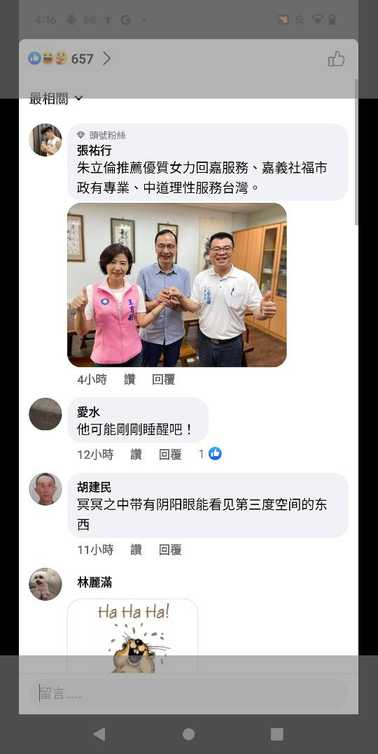 4:16
657
最相關
頭號粉絲
張祐行
朱立倫推薦優質女力回嘉服務、嘉義社福市
政有專業、中道理性服務台灣。
4小時 讚 回覆
愛水
他可能剛剛睡醒吧！
12小時 讚 回覆 1
胡建民
冥冥之中带有阴阳眼能看见第三度空间的东
西
11小時 讚 回覆
林麗滿
Ha Ha Ha!
留言......